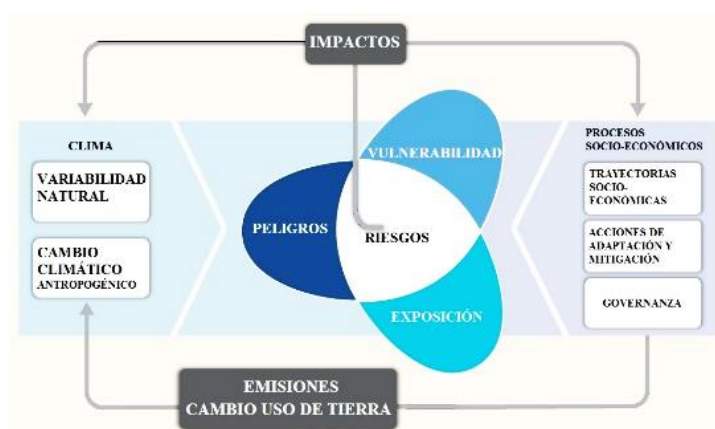 IMPACTOS
CLIMA
VARIABILIDAD
NATURAL
CAMBIO
CLIMÁTICO
ANTROPOGÉNICO
VULNERABILIDAD
PELIGROS
RIESGOS
EXPOSICIÓN
PROCESOS
SOCIO-ECONÓMICOS
TRAYECTORIAS
SOCIO-
ECONÓMICAS
ACCIONES DE
ADAPTACIÓN Y
MITIGACIÓN
GOVERNANZA
EMISIONES
CAMBIO USO DE TIERRA